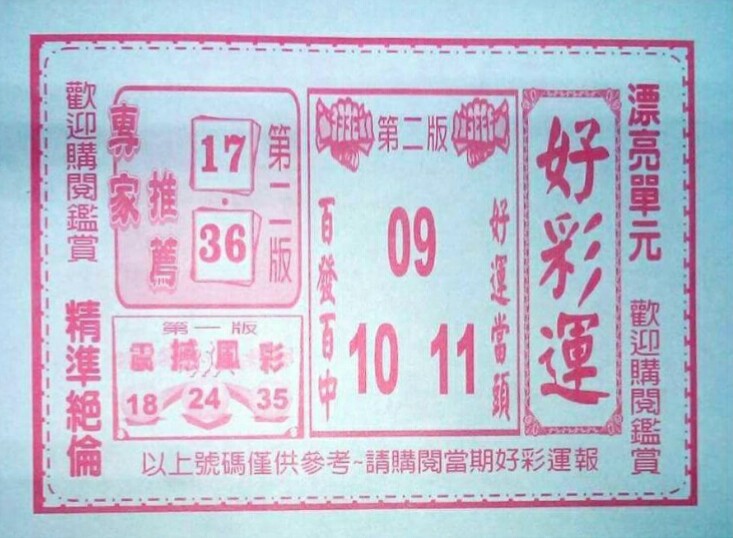 漂亮單元
歡迎購閱鑑賞
好彩運
第二版
好運當頭
09
10 11
百發百中
第二版
17
36
專家
推薦
第一版
震撼風彩
18 24 35
歡迎購閱鑑賞
精準絕倫
以上號碼僅供參考~請購閱當期好彩運報